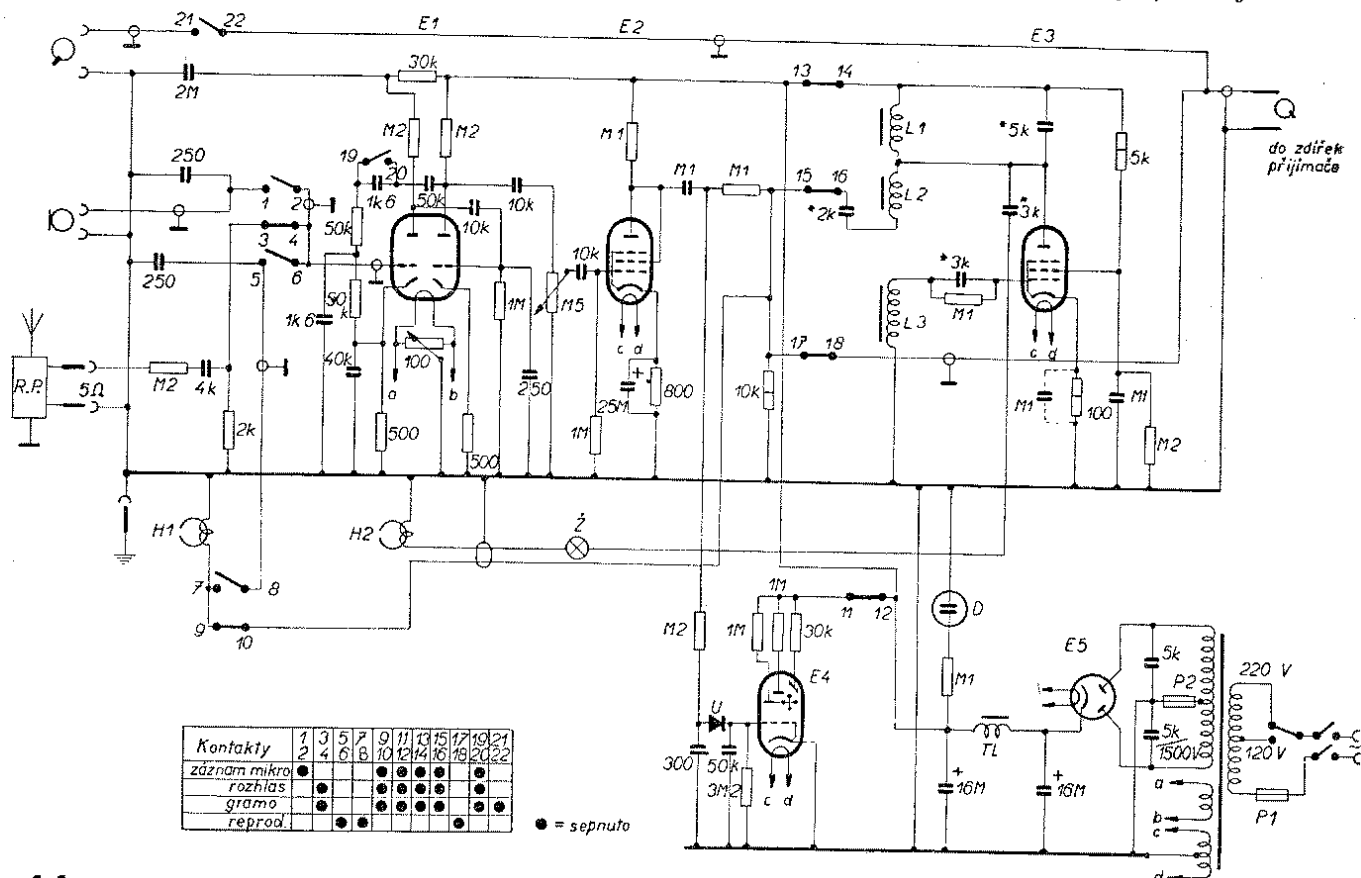 21 22 E1 E2 E3
30k 13 14
2M
M2 M2 M1 L1 *5k 5k
do zdířek
přijímače
250 19 20 1k6 50k 10k M1 M1 15 16
1 2 50k 10k *2k L2 *3k
3 4
5 6 10k *3k
250 50k 1M M5 M1 L3
1k6 100 c d 17 18 c d
R.P. 5Ω M2 4k 40k a b 250 + 800 10k M1 100 M1
2k 500 500 25M 1M M2
H1 H2 Ž
7 8
9 10
1M 11 12 D
M2 1M 30k E5
E4 M1 5k P2 220 V
U 5k
1500V 120V
300 50k 3M2 TL
c d + 16M + 16M a b c d P1
Kontakty 1 2 3 4 5 6 7 8 9 10 11 12 13 14 15 16 17 18 19 20 21 22
záznam mikro
rozhlas
gramo
reprod.
= sepnuto